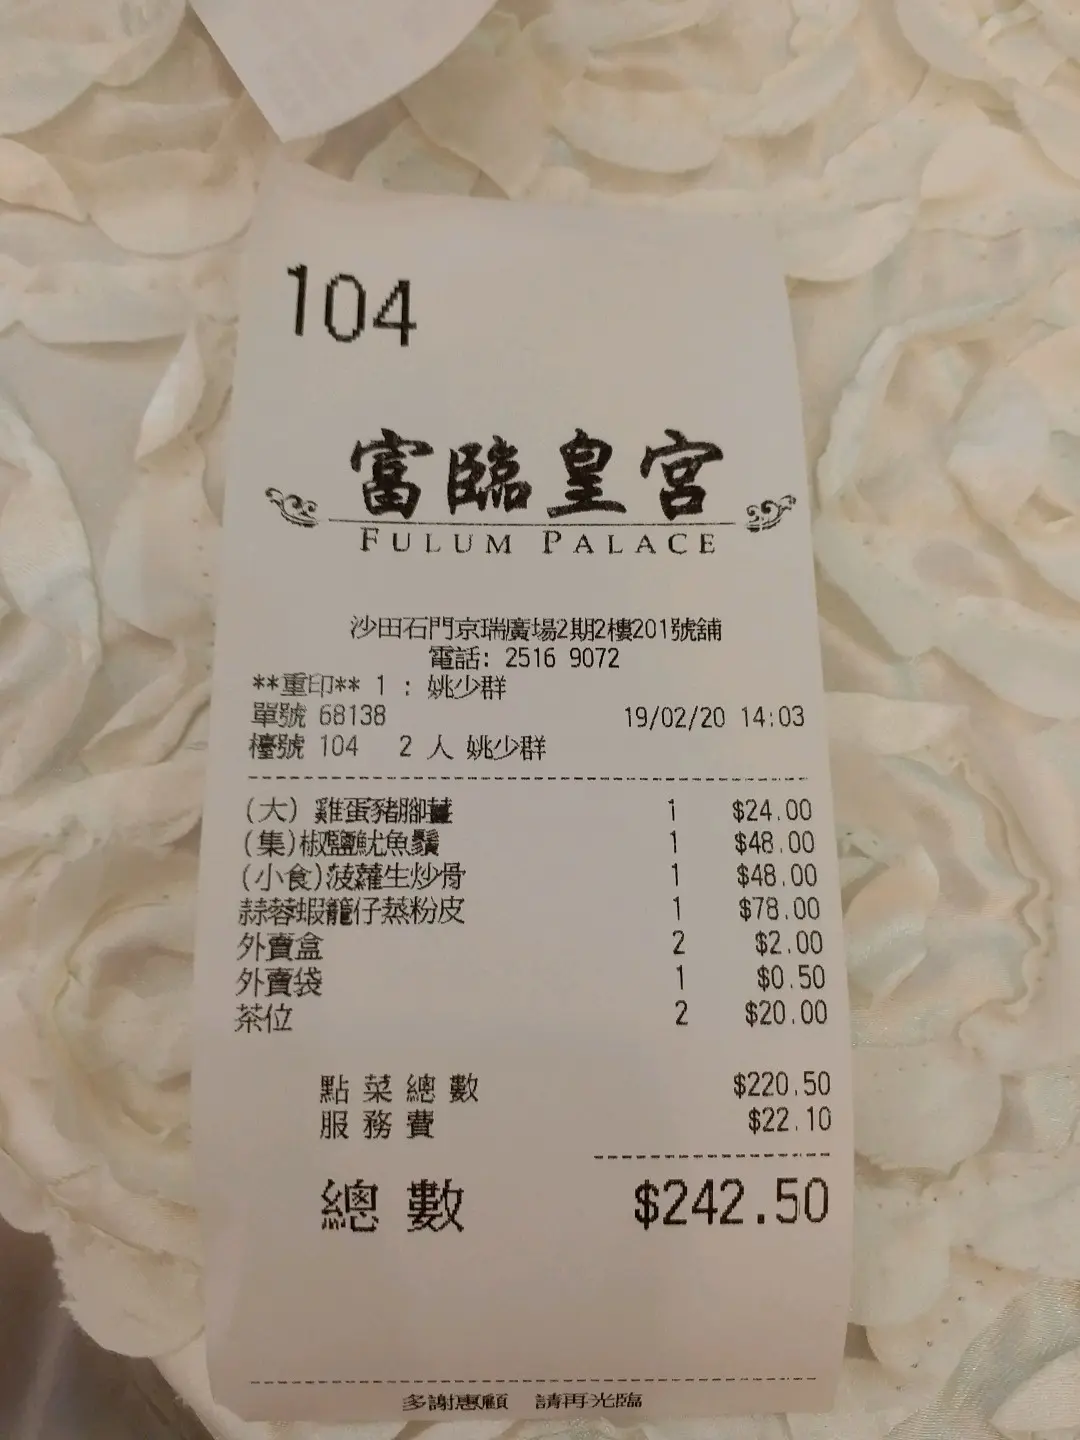 104
富臨皇宮
FULUM PALACE
沙田石門京瑞廣場2期2樓201號舖
電話: 2516 9072
**重印** 1 : 姚少群
單號 68138 19/02/20 14:03
檯號 104 2 人 姚少群
(大) 雞蛋豬腳薑 1 $24.00
(集)椒鹽魷魚鬚 1 $48.00
(小食)菠蘿生炒骨 1 $48.00
蒜蓉蝦籠仔蒸粉皮 1 $78.00
外賣盒 2 $2.00
外賣袋 1 $0.50
茶位 2 $20.00
點菜總數 $220.50
服務費 $22.10
總數 $242.50
多謝惠顧 請再光臨